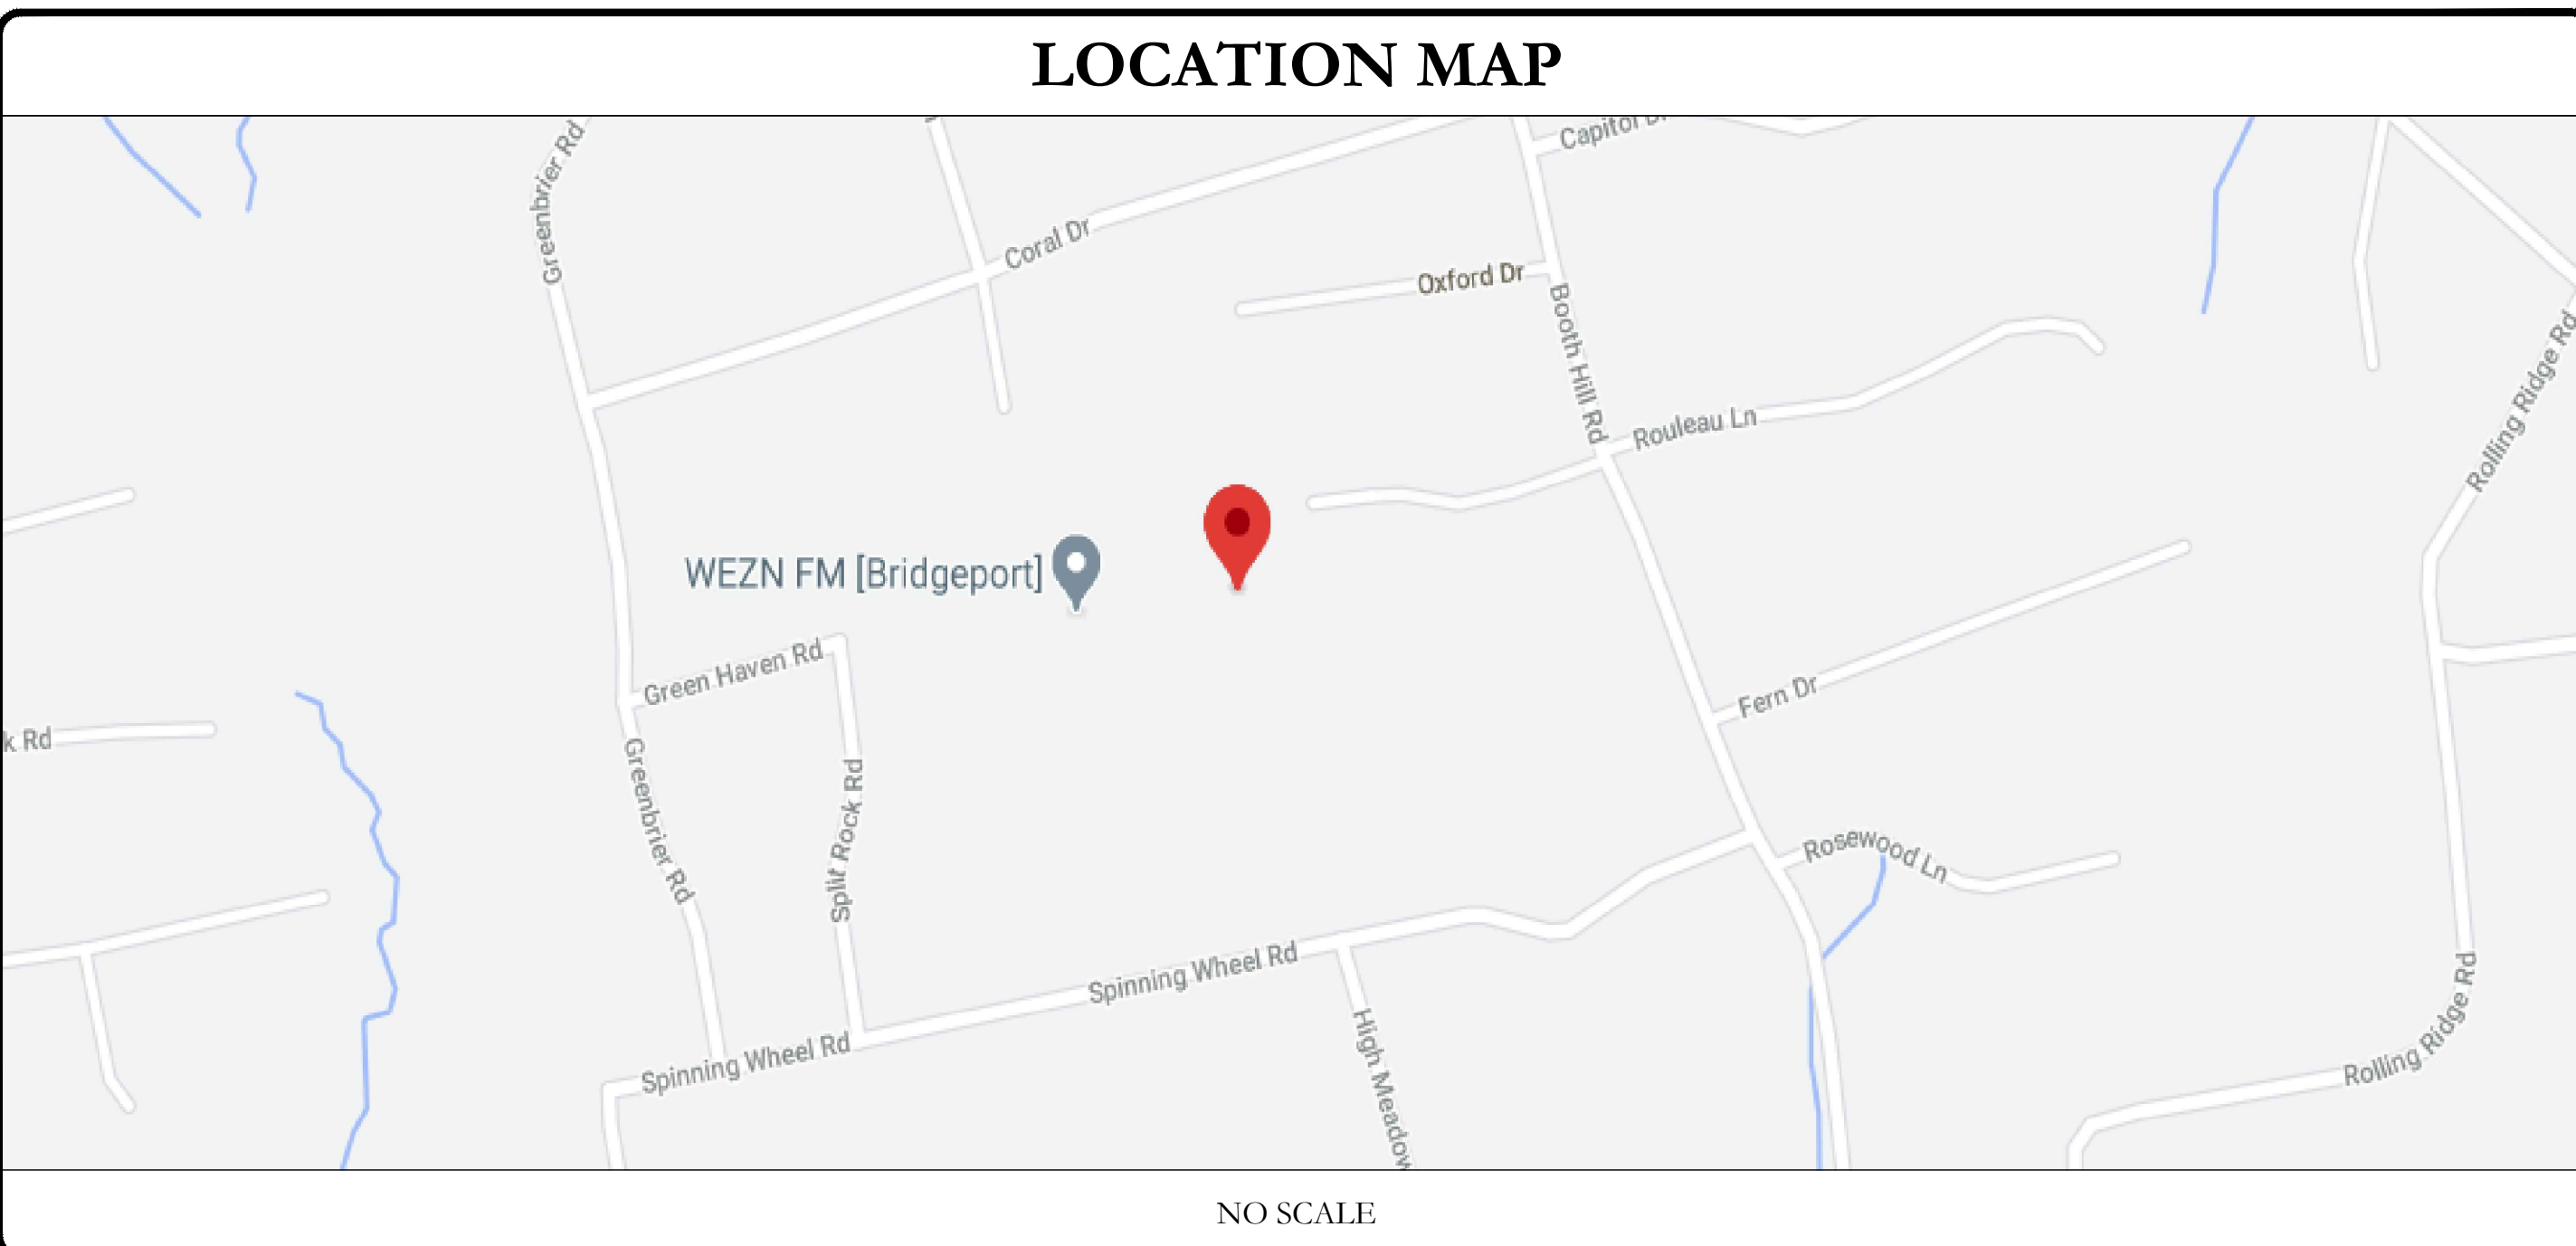 LOCATION MAP
Greenbrier Rd
Capitol Dr
Coral Dr
Oxford Dr
Booth Hill Rd
Rolling Ridge Rd
Rouleau Ln
WEZN FM [Bridgeport]
Green Haven Rd
Fern Dr
k Rd
Greenbrier Rd
Split Rock Rd
Rosewood Ln
Spinning Wheel Rd
Spinning Wheel Rd
High Meadow
Rolling Ridge Rd
NO SCALE